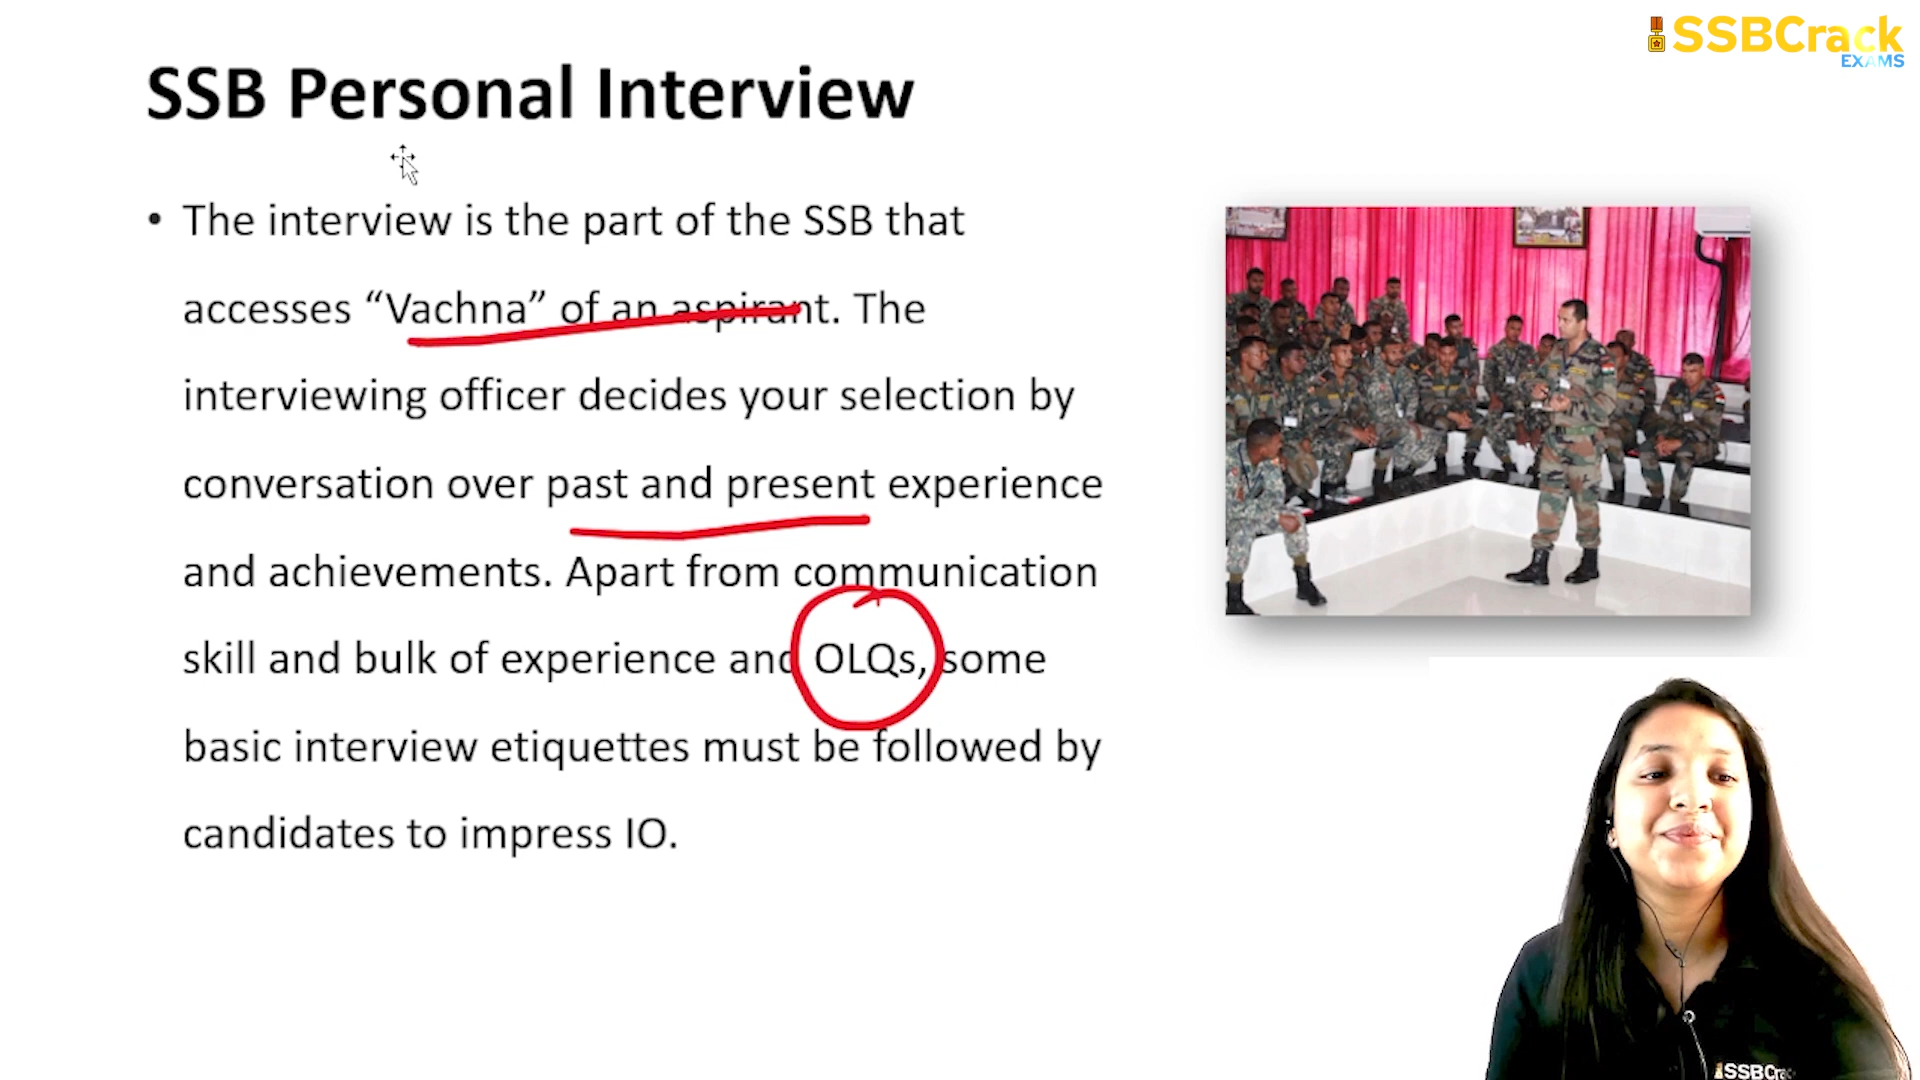 SSBCrack
EXAMS
SSB Personal Interview
• The interview is the part of the SSB that
accesses “Vachna” of an aspirant. The
interviewing officer decides your selection by
conversation over past and present experience
and achievements. Apart from communication
skill and bulk of experience and OLQs, some
basic interview etiquettes must be followed by
candidates to impress IO.